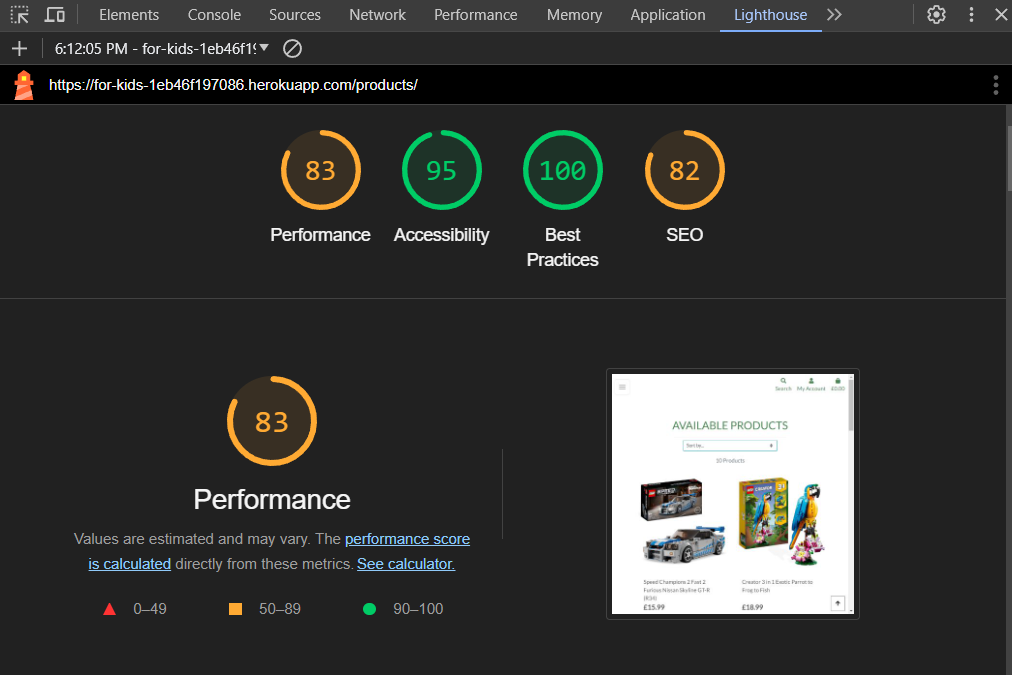 Elements Console Sources Network Performance Memory Application Lighthouse
6:12:05 PM - for-kids-1eb46f19
https://for-kids-1eb46f197086.herokuapp.com/products/
83 95 100 82
Performance Accessibility Best Practices SEO
83
Performance
Values are estimated and may vary. The performance score
is calculated directly from these metrics. See calculator.
0–49 50–89 90–100
Search My Account £0.00
AVAILABLE PRODUCTS
Sort by...
10 Products
Speed Champions 2 Fast 2
Furious Nissan Skyline GT-R
(R34)
£15.99
Creator 3 in 1 Exotic Parrot to
Frog to Fish
£18.99